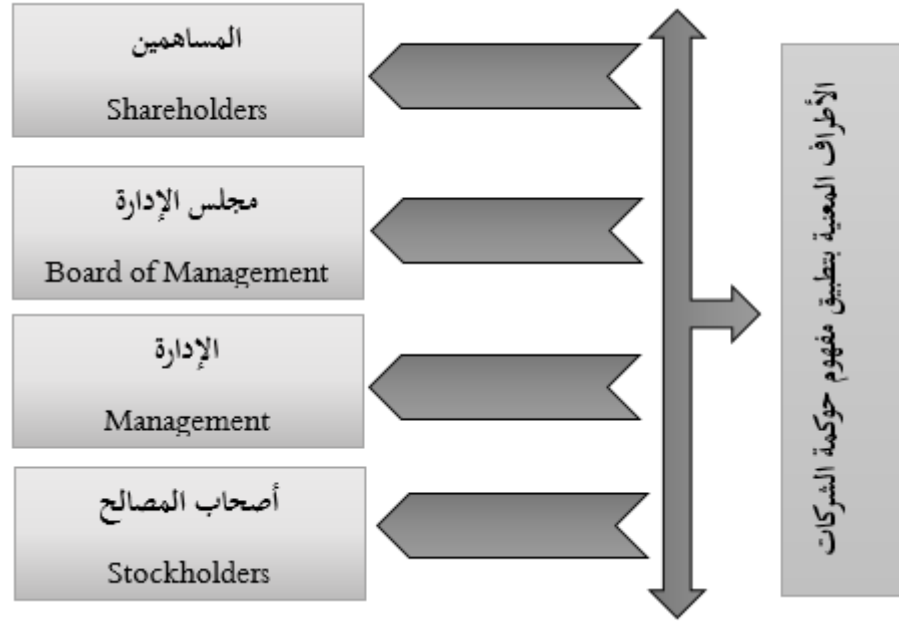 الأطراف المعنية بتطبيق مفهوم حوكمة الشركات
المساهمين
Shareholders
مجلس الإدارة
Board of Management
الإدارة
Management
أصحاب المصالح
Stockholders